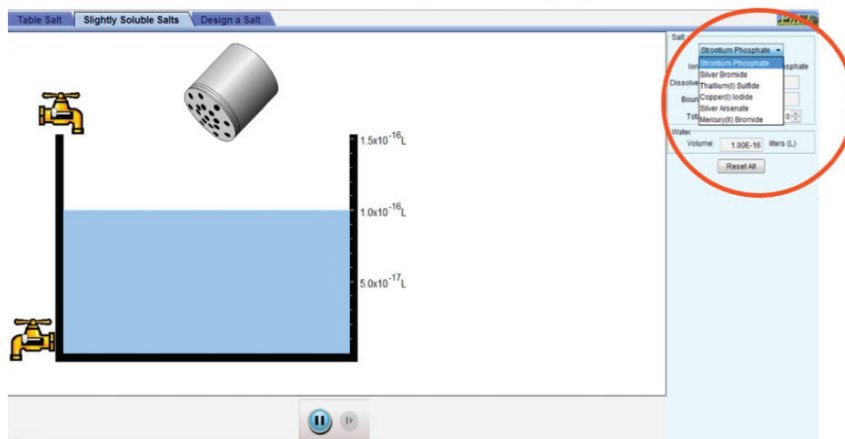 Table Salt
Slightly Soluble Salts
Design a Salt
Salt
Strontium Phosphate
Strontium Phosphate
Silver Bromide
Thallium(I) Sulfide
Copper(I) Iodide
Silver Arsenate
Mercury(II) Bromide
0
Water
Volume: 1.00E-16 liters (L)
Reset All
1.5x10^-16L
1.0x10^-16L
5.0x10^-17L